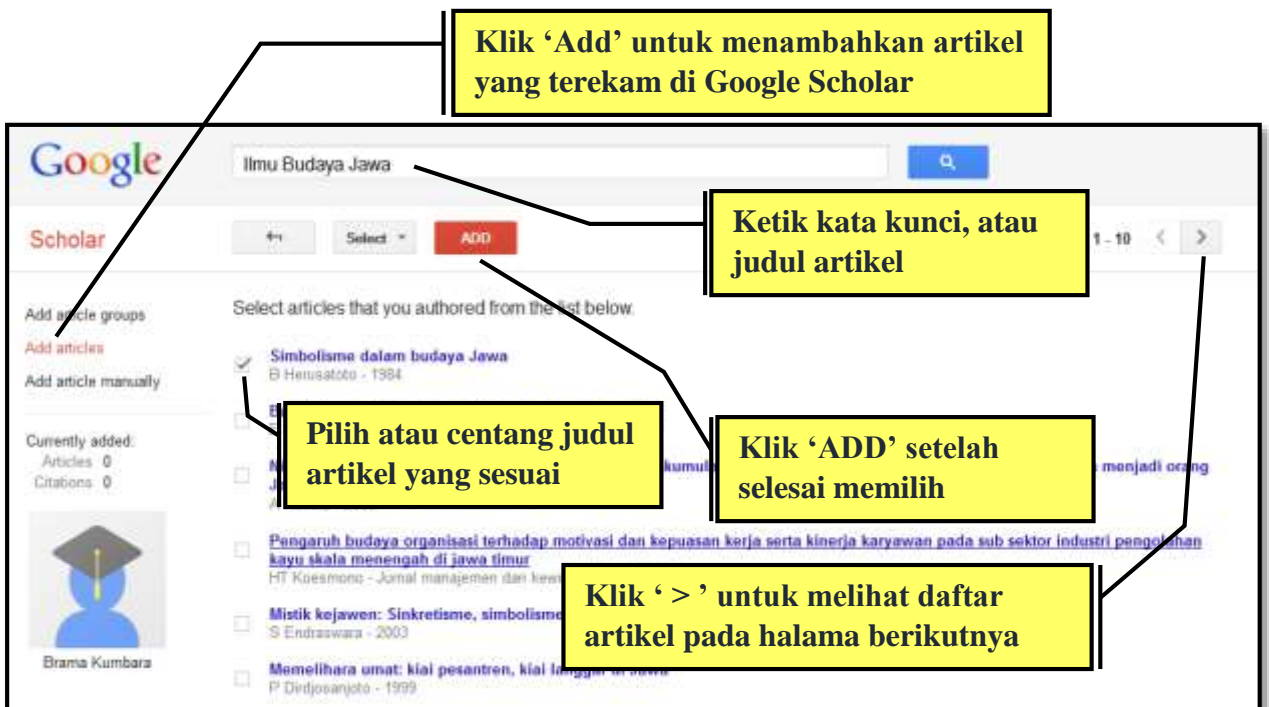 Klik ‘Add’ untuk menambahkan artikel
yang terekam di Google Scholar
Google
Ilmu Budaya Jawa
Ketik kata kunci, atau
judul artikel
Scholar
Select
ADD
1 - 10
Select articles that you authored from the list below.
Add article groups
Add articles
Add article manually
Simbolisme dalam budaya Jawa
B Herusatoto - 1984
Pilih atau centang judul
artikel yang sesuai
Klik ‘ADD’ setelah
selesai memilih
Currently added:
Articles 0
Citations 0
menjadi orang
Pengaruh budaya organisasi terhadap motivasi dan kepuasan kerja serta kinerja karyawan pada sub sektor industri pengolahan
kayu skala menengah di jawa timur
HT Koesmono - Jurnal manajemen dan
Klik ‘ > ’ untuk melihat daftar
artikel pada halama berikutnya
Mistik kejawen: Sinkretisme,
S Endraswara - 2003
Brama Kumbara
Memelihara umat: kiai pesantren, kiai langgar di Jawa
P Dirdjosanjoto - 1999